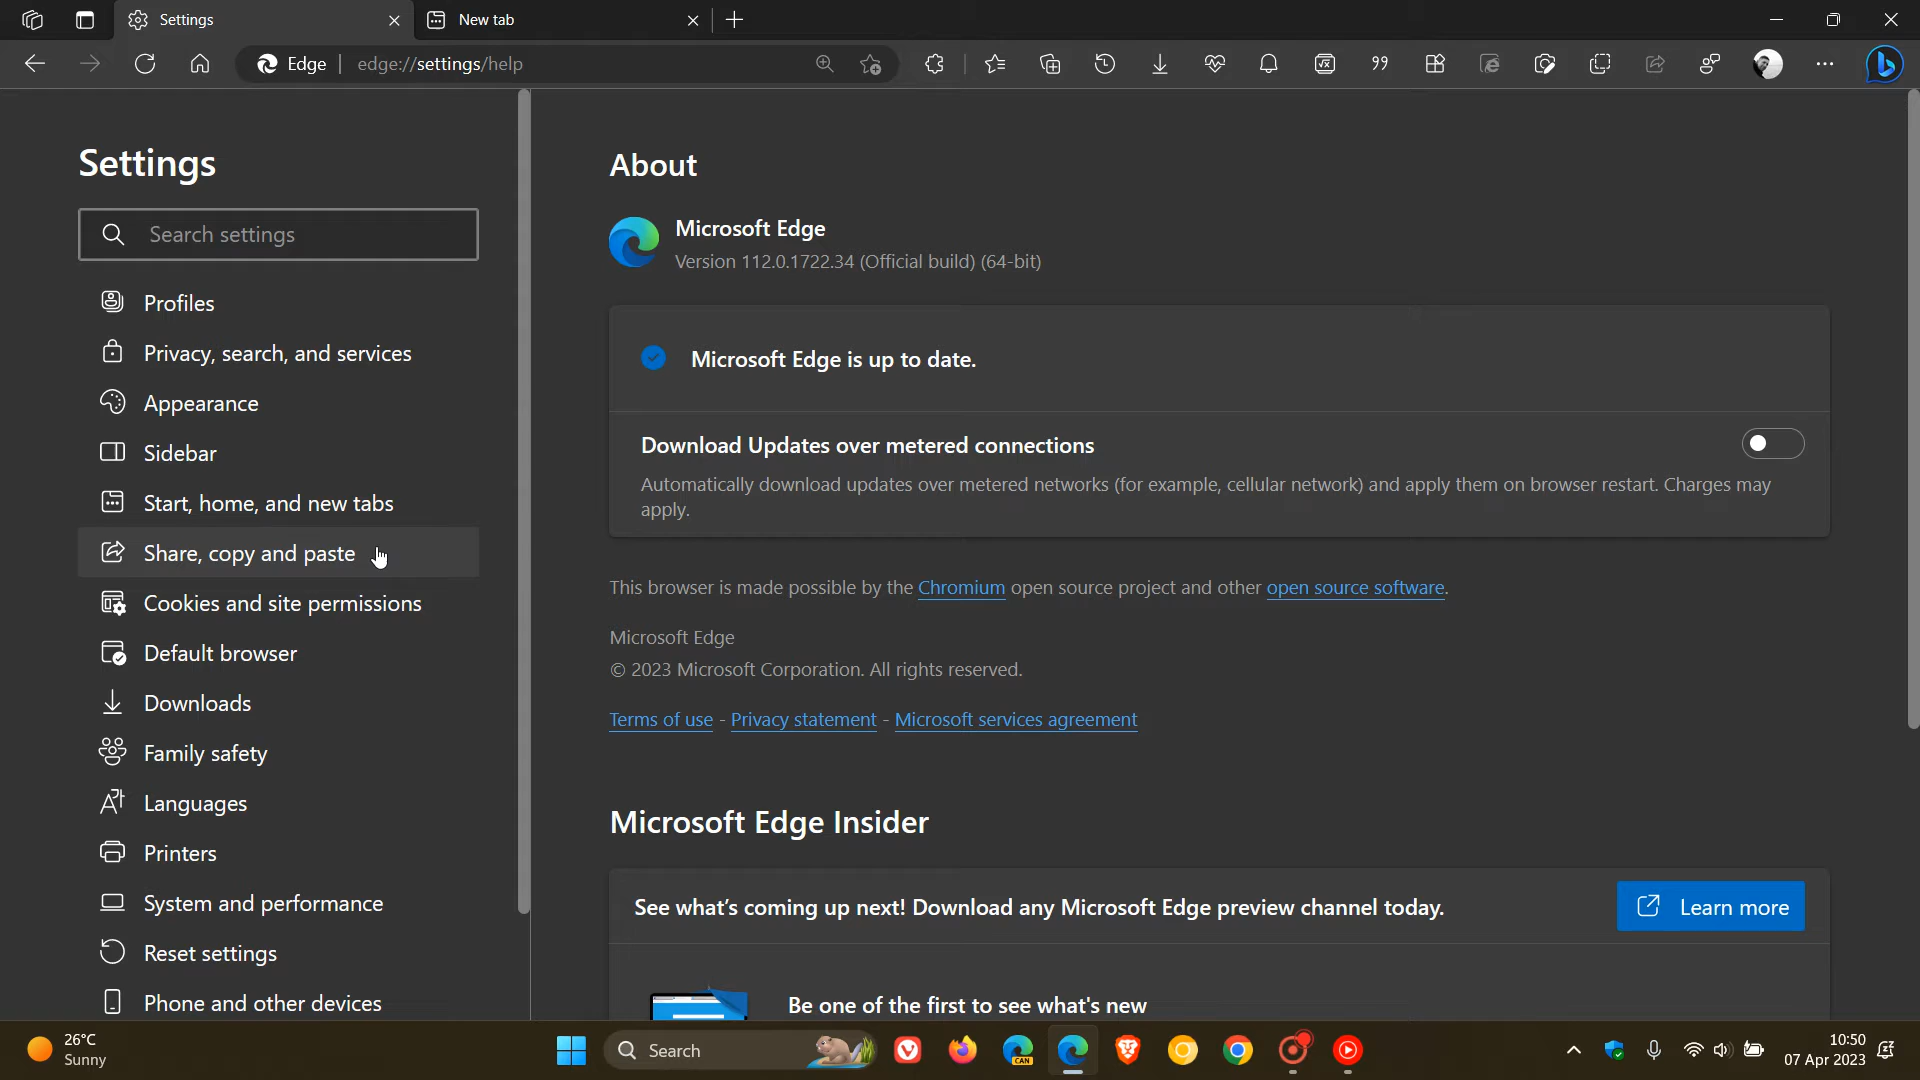 Settings
New tab
Edge
edge://settings/help
Settings
Search settings
Profiles
Privacy, search, and services
Appearance
Sidebar
Start, home, and new tabs
Share, copy and paste
Cookies and site permissions
Default browser
Downloads
Family safety
Languages
Printers
System and performance
Reset settings
Phone and other devices
About
Microsoft Edge
Version 112.0.1722.34 (Official build) (64-bit)
Microsoft Edge is up to date.
Download Updates over metered connections
Automatically download updates over metered networks (for example, cellular network) and apply them on browser restart. Charges may
apply.
This browser is made possible by the Chromium open source project and other open source software.
Microsoft Edge
© 2023 Microsoft Corporation. All rights reserved.
Terms of use - Privacy statement - Microsoft services agreement
Microsoft Edge Insider
See what's coming up next! Download any Microsoft Edge preview channel today.
Learn more
Be one of the first to see what's new
26°C
Sunny
Search
CAN
10:50
07 Apr 2023